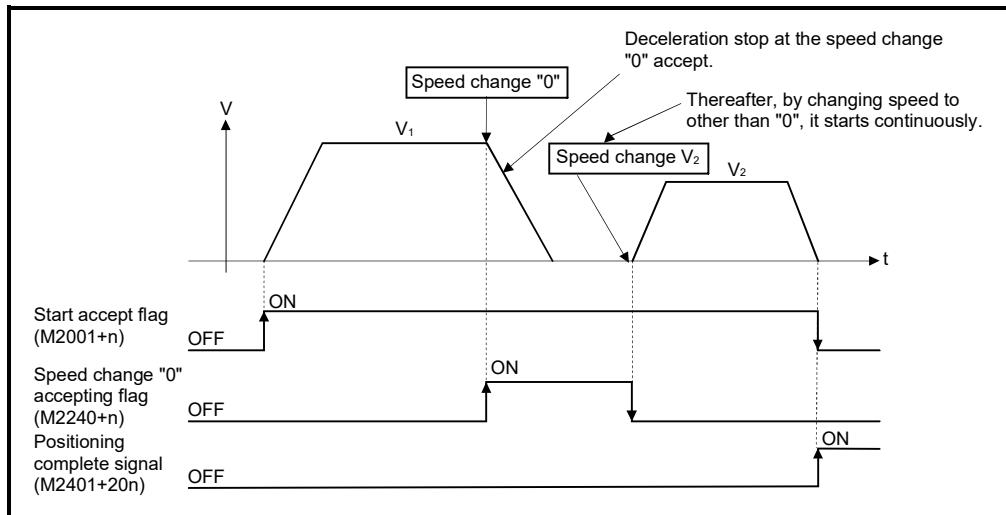 Deceleration stop at the speed change
"0" accept.
Speed change "0"
Thereafter, by changing speed to
other than "0", it starts continuously.
V
V₁
Speed change V₂
V₂
t
ON
Start accept flag
(M2001+n)
OFF
ON
Speed change "0"
accepting flag
(M2240+n)
OFF
Positioning
complete signal
(M2401+20n)
ON
OFF